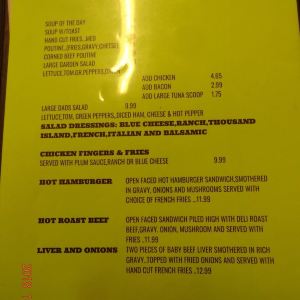 SOUP OF THE DAY
SOUP W/TOAST
HAND CUT FRIES..MED
POUTINE..(FRIES,GRAVY,CHEESE)
CORNED BEEF POUTINE
LARGE GARDEN SALAD
LETTUCE,TOM,GR.PEPPERS,ONION
ADD CHICKEN 4.65
ADD BACON 2.99
ADD LARGE TUNA SCOOP 1.75
LARGE DADS SALAD 9.99
LETTUCE,TOM, GREEN PEPPERS,DICED HAM, CHEESE & HOT PEPPER
SALAD DRESSINGS: BLUE CHEESE,RANCH,THOUSAND
ISLAND,FRENCH,ITALIAN AND BALSAMIC
CHICKEN FINGERS & FRIES
SERVED WITH PLUM SAUCE,RANCH OR BLUE CHEESE 9.99
HOT HAMBURGER OPEN FACED HOT HAMBURG SANDWICH,SMOTHERED
IN GRAVY, ONIONS AND MUSHROOMS SERVED WITH
CHOICE OF FRENCH FRIES ..11.99
HOT ROAST BEEF OPEN FACED SANDWICH PILED HIGH WITH DELI ROAST
BEEF,GRAVY, ONION, MUSHROOM AND SERVED WITH
FRIES ..11.99
LIVER AND ONIONS TWO PIECES OF BABY BEEF LIVER SMOTHERED IN RICH
GRAVY..TOPPED WITH FRIED ONIONS AND SERVED WITH
HAND CUT FRENCH FRIES ..12.99